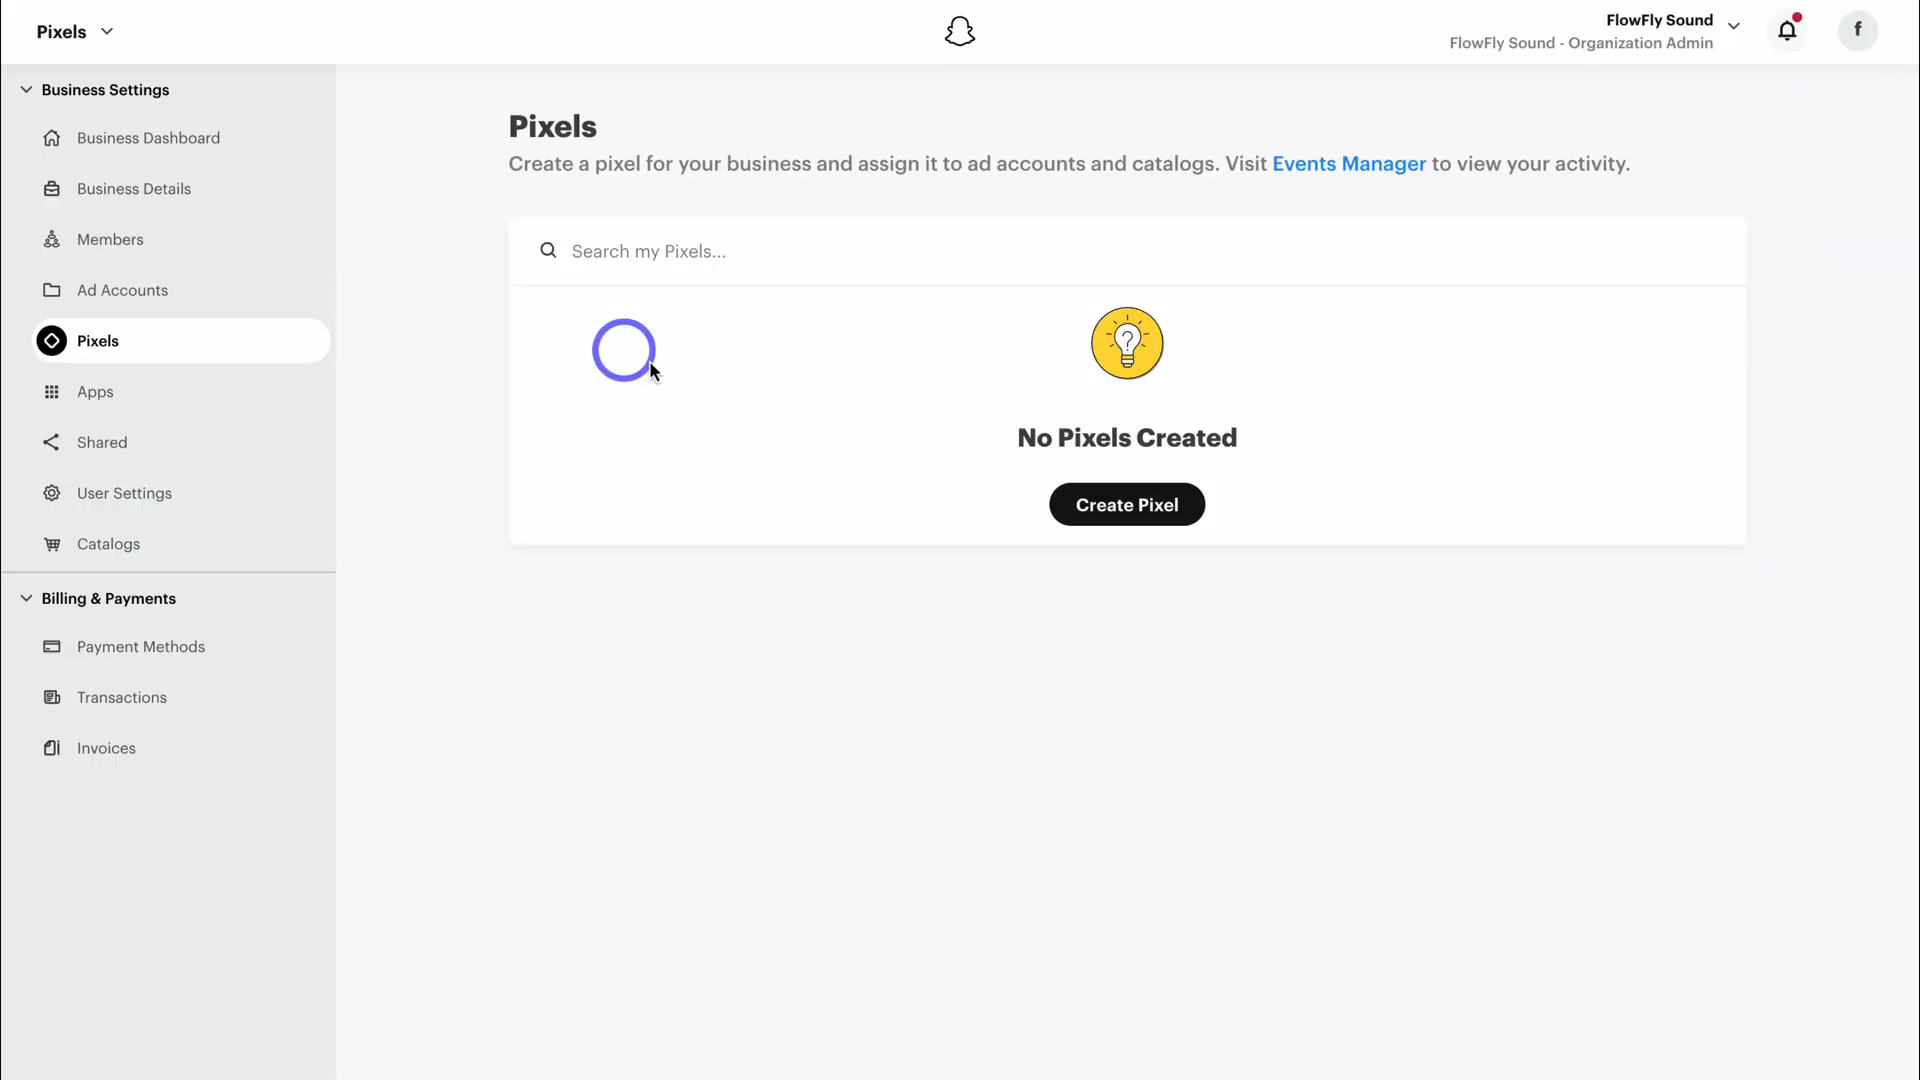 Pixels
FlowFly Sound
FlowFly Sound - Organization Admin
f
Business Settings
Business Dashboard
Business Details
Members
Ad Accounts
Pixels
Apps
Shared
User Settings
Catalogs
Billing & Payments
Payment Methods
Transactions
Invoices
Pixels
Create a pixel for your business and assign it to ad accounts and catalogs. Visit Events Manager to view your activity.
Search my Pixels...
?
No Pixels Created
Create Pixel